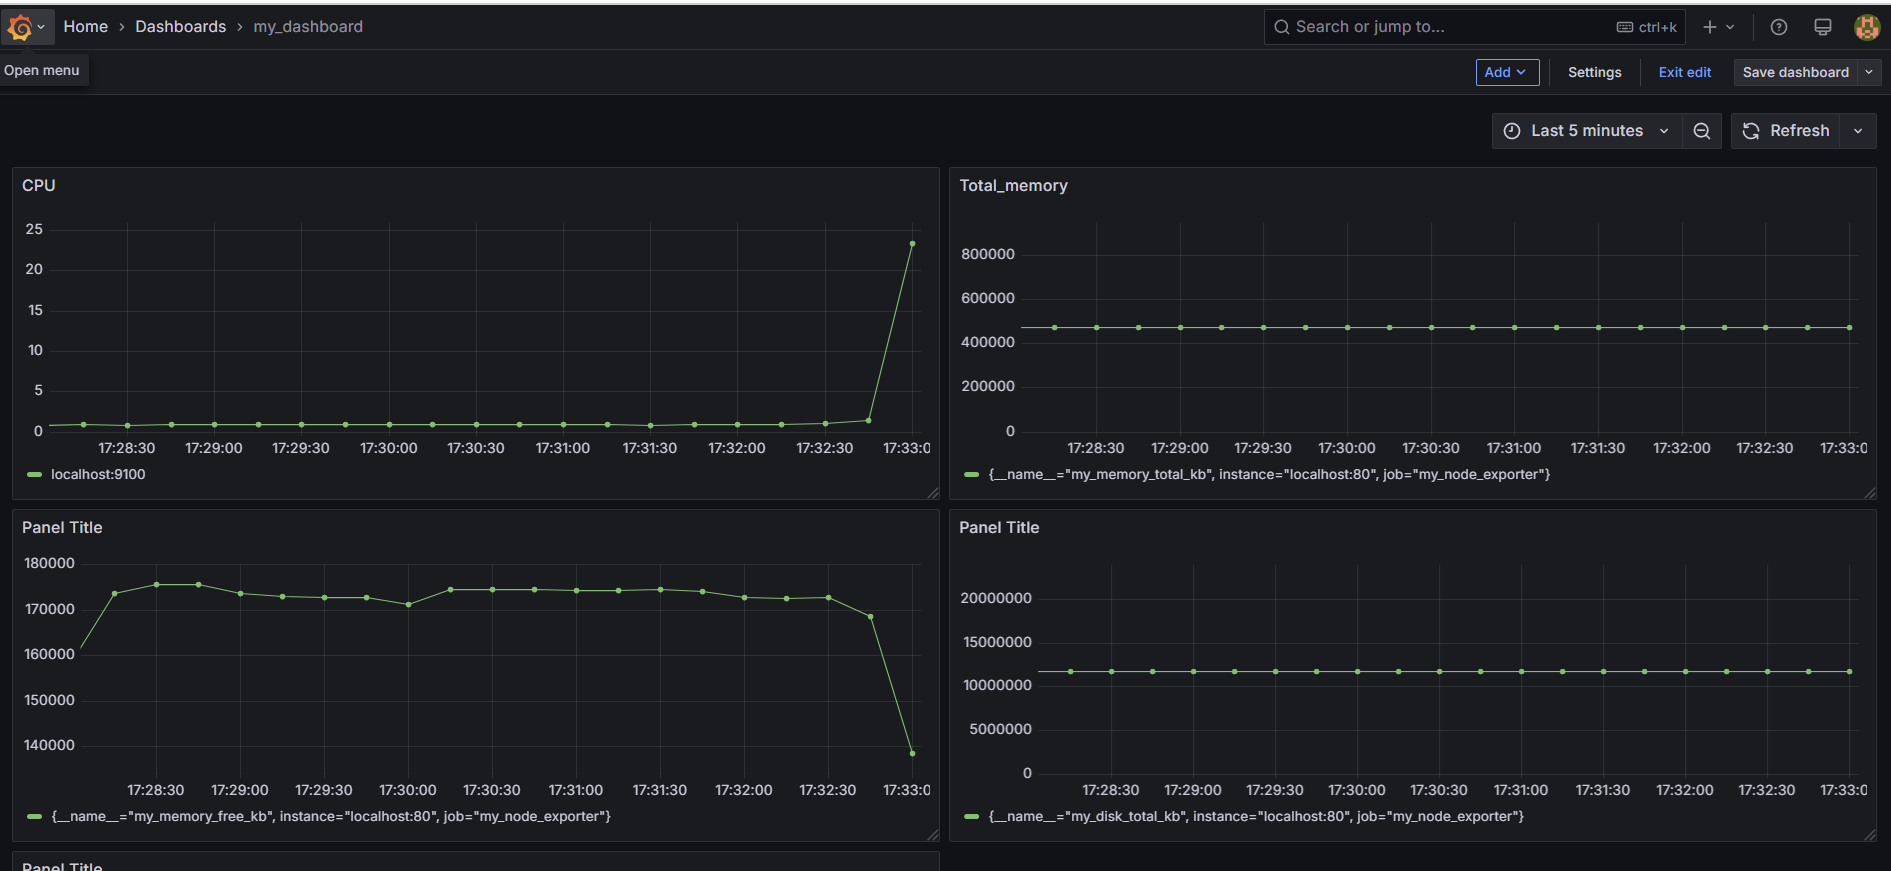 Home › Dashboards › my_dashboard
Search or jump to... ctrl+k
Open menu
Add Settings Exit edit Save dashboard
Last 5 minutes Refresh
CPU
25
20
15
10
5
0
17:28:30 17:29:00 17:29:30 17:30:00 17:30:30 17:31:00 17:31:30 17:32:00 17:32:30 17:33:0
localhost:9100
Total_memory
800000
600000
400000
200000
0
17:28:30 17:29:00 17:29:30 17:30:00 17:30:30 17:31:00 17:31:30 17:32:00 17:32:30 17:33:0
{__name__="my_memory_total_kb", instance="localhost:80", job="my_node_exporter"}
Panel Title
180000
170000
160000
150000
140000
17:28:30 17:29:00 17:29:30 17:30:00 17:30:30 17:31:00 17:31:30 17:32:00 17:32:30 17:33:0
{__name__="my_memory_free_kb", instance="localhost:80", job="my_node_exporter"}
Panel Title
20000000
15000000
10000000
5000000
0
17:28:30 17:29:00 17:29:30 17:30:00 17:30:30 17:31:00 17:31:30 17:32:00 17:32:30 17:33:0
{__name__="my_disk_total_kb", instance="localhost:80", job="my_node_exporter"}
Panel Title